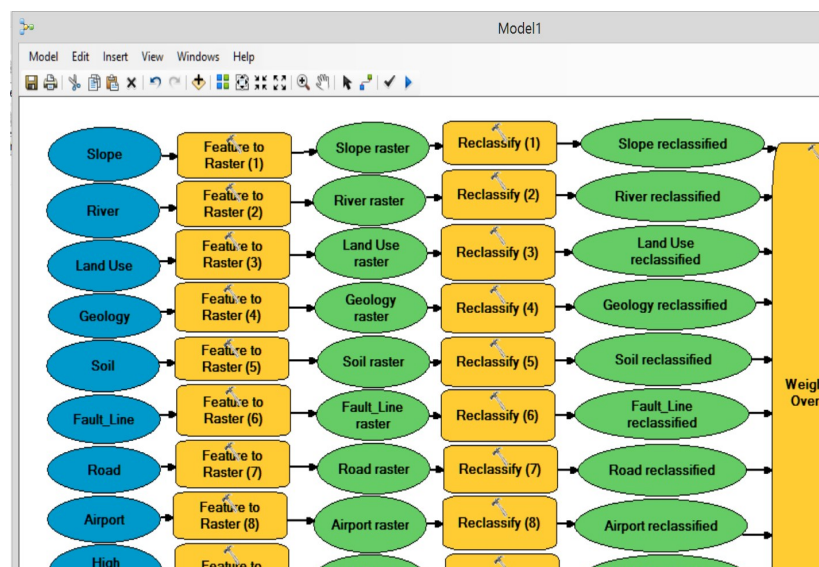 Model1
Model Edit Insert View Windows Help
Slope
Feature to
Raster (1)
Slope raster
Reclassify (1)
Slope reclassified
River
Feature to
Raster (2)
River raster
Reclassify (2)
River reclassified
Land Use
Feature to
Raster (3)
Land Use
raster
Reclassify (3)
Land Use
reclassified
Geology
Feature to
Raster (4)
Geology
raster
Reclassify (4)
Geology reclassified
Soil
Feature to
Raster (5)
Soil raster
Reclassify (5)
Soil reclassified
Weigh
Over
Fault_Line
Feature to
Raster (6)
Fault_Line
raster
Reclassify (6)
Fault_Line
reclassified
Road
Feature to
Raster (7)
Road raster
Reclassify (7)
Road reclassified
Airport
Feature to
Raster (8)
Airport raster
Reclassify (8)
Airport reclassified
High
Feature to